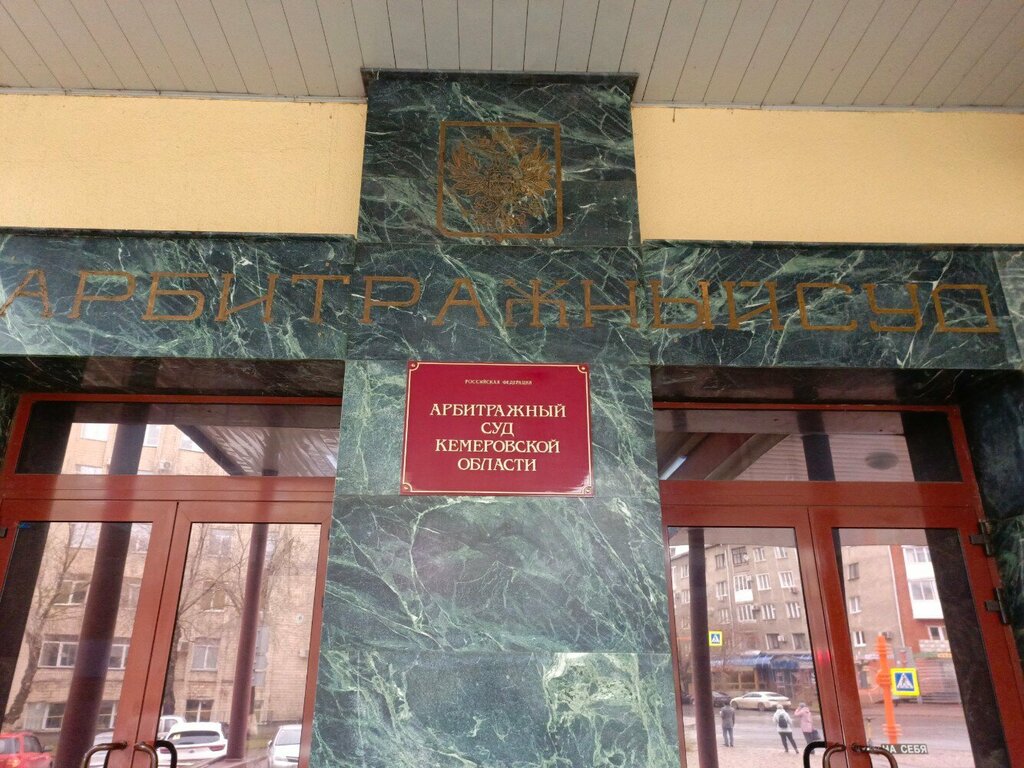 АРБИТРАЖНЫЙ СУД
РОССИЙСКАЯ ФЕДЕРАЦИЯ
АРБИТРАЖНЫЙ
СУД
КЕМЕРОВСКОЙ
ОБЛАСТИ
НА СЕБЯ